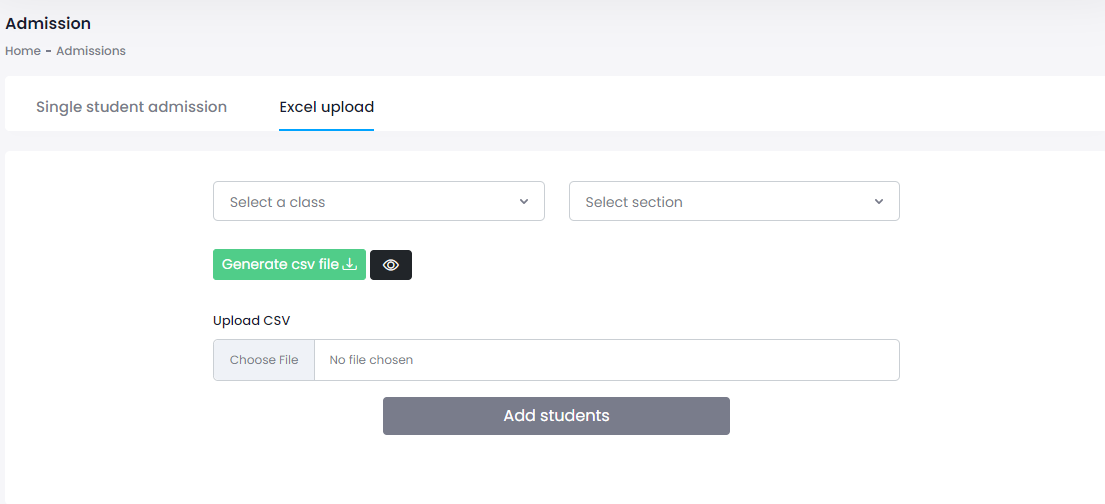 Admission
Home - Admissions
Single student admission Excel upload
Select a class Select section
Generate csv file
Upload CSV
Choose File No file chosen
Add students